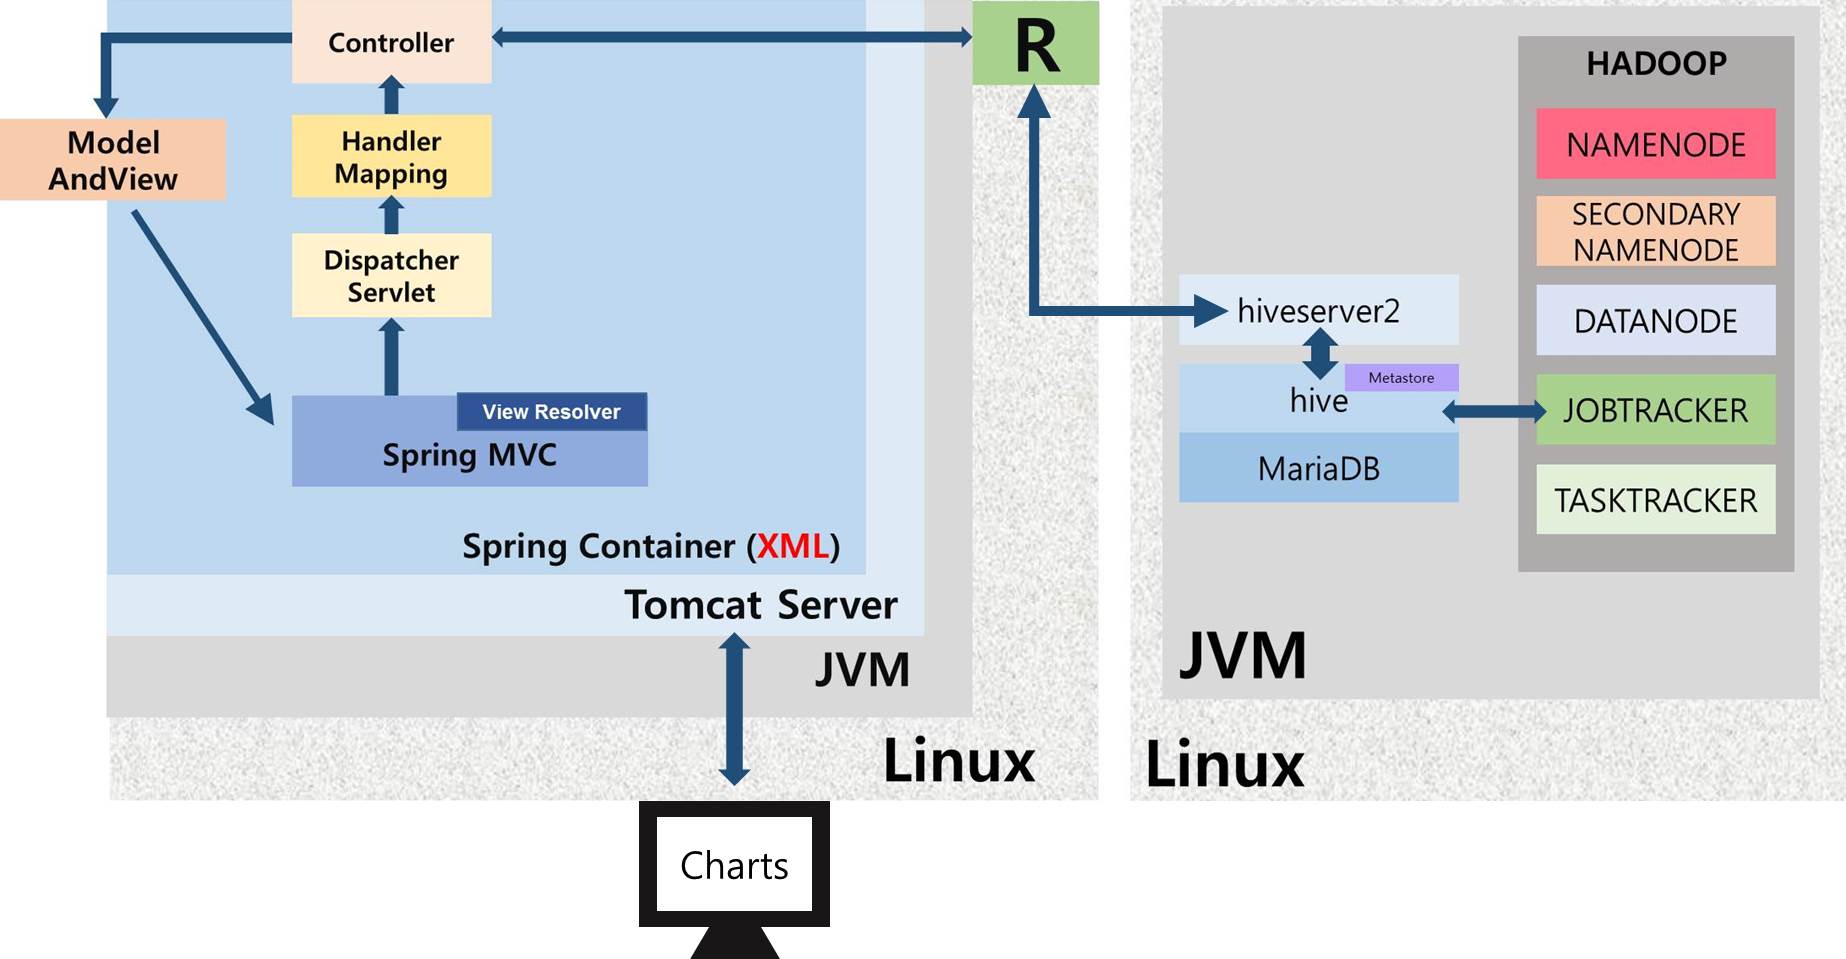 Controller
R
Model
AndView
Handler
Mapping
Dispatcher
Servlet
View Resolver
Spring MVC
Spring Container (XML)
Tomcat Server
JVM
Linux
Charts
HADOOP
NAMENODE
SECONDARY
NAMENODE
DATANODE
JOBTRACKER
TASKTRACKER
hiveserver2
Metastore
hive
MariaDB
JVM
Linux